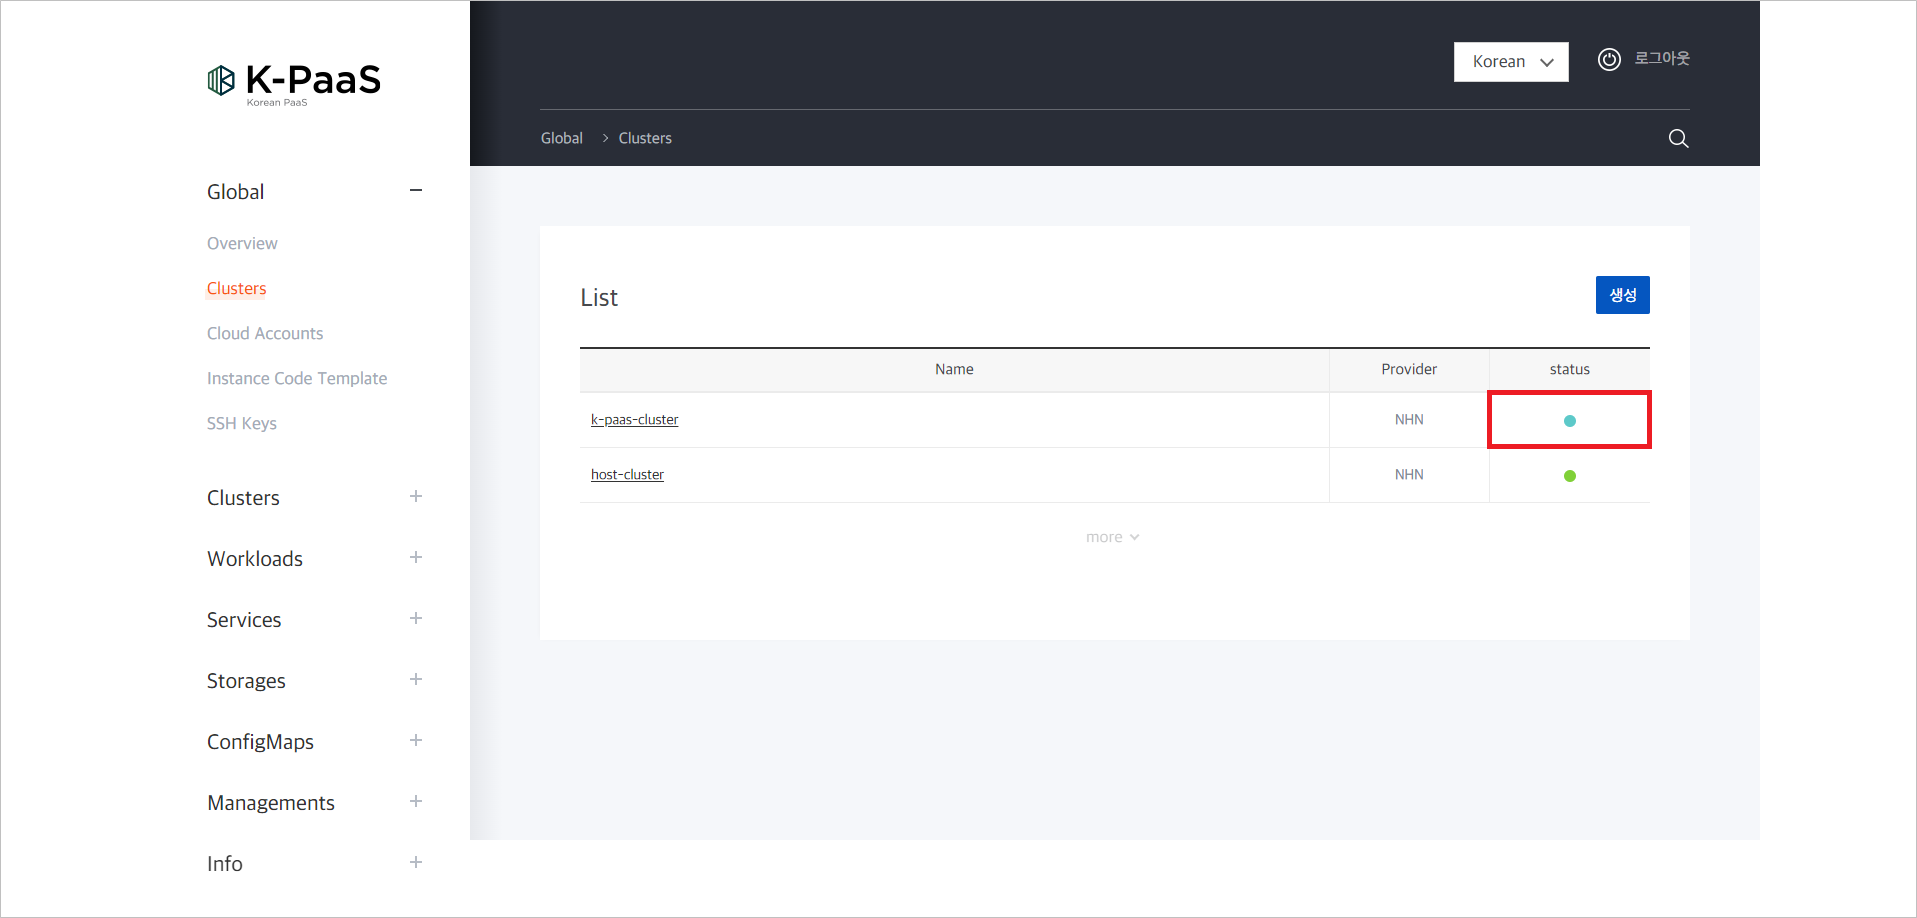 K-PaaS
Korean PaaS
Korean
로그아웃
Global > Clusters
Global
Overview
Clusters
Cloud Accounts
Instance Code Template
SSH Keys
Clusters
Workloads
Services
Storages
ConfigMaps
Managements
Info
List
생성
Name Provider status
k-paas-cluster NHN
host-cluster NHN
more